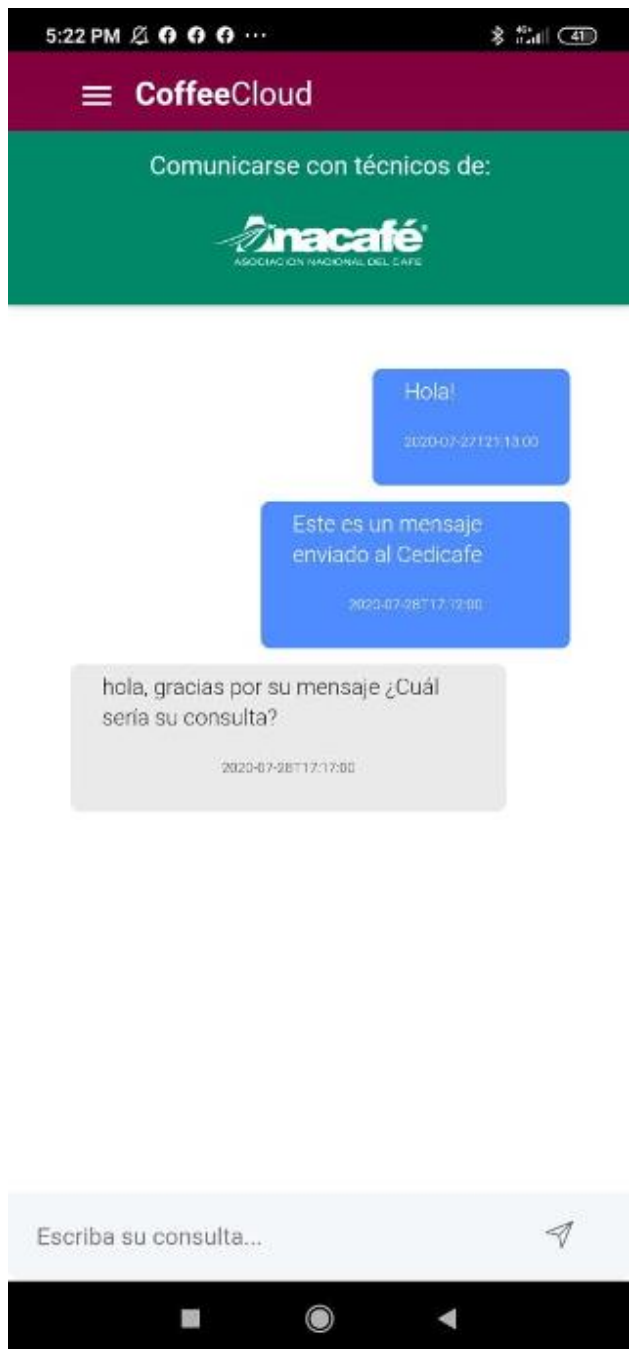 5:22 PM
41
CoffeeCloud
Comunicarse con técnicos de:
Anacafé
ASOCIACION NACIONAL DEL CAFE
Hola!
2020-07-27T21:13:00
Este es un mensaje
enviado al Cedicafe
2020-07-28T17:12:00
hola, gracias por su mensaje ¿Cuál
sería su consulta?
2020-07-28T17:17:00
Escriba su consulta...